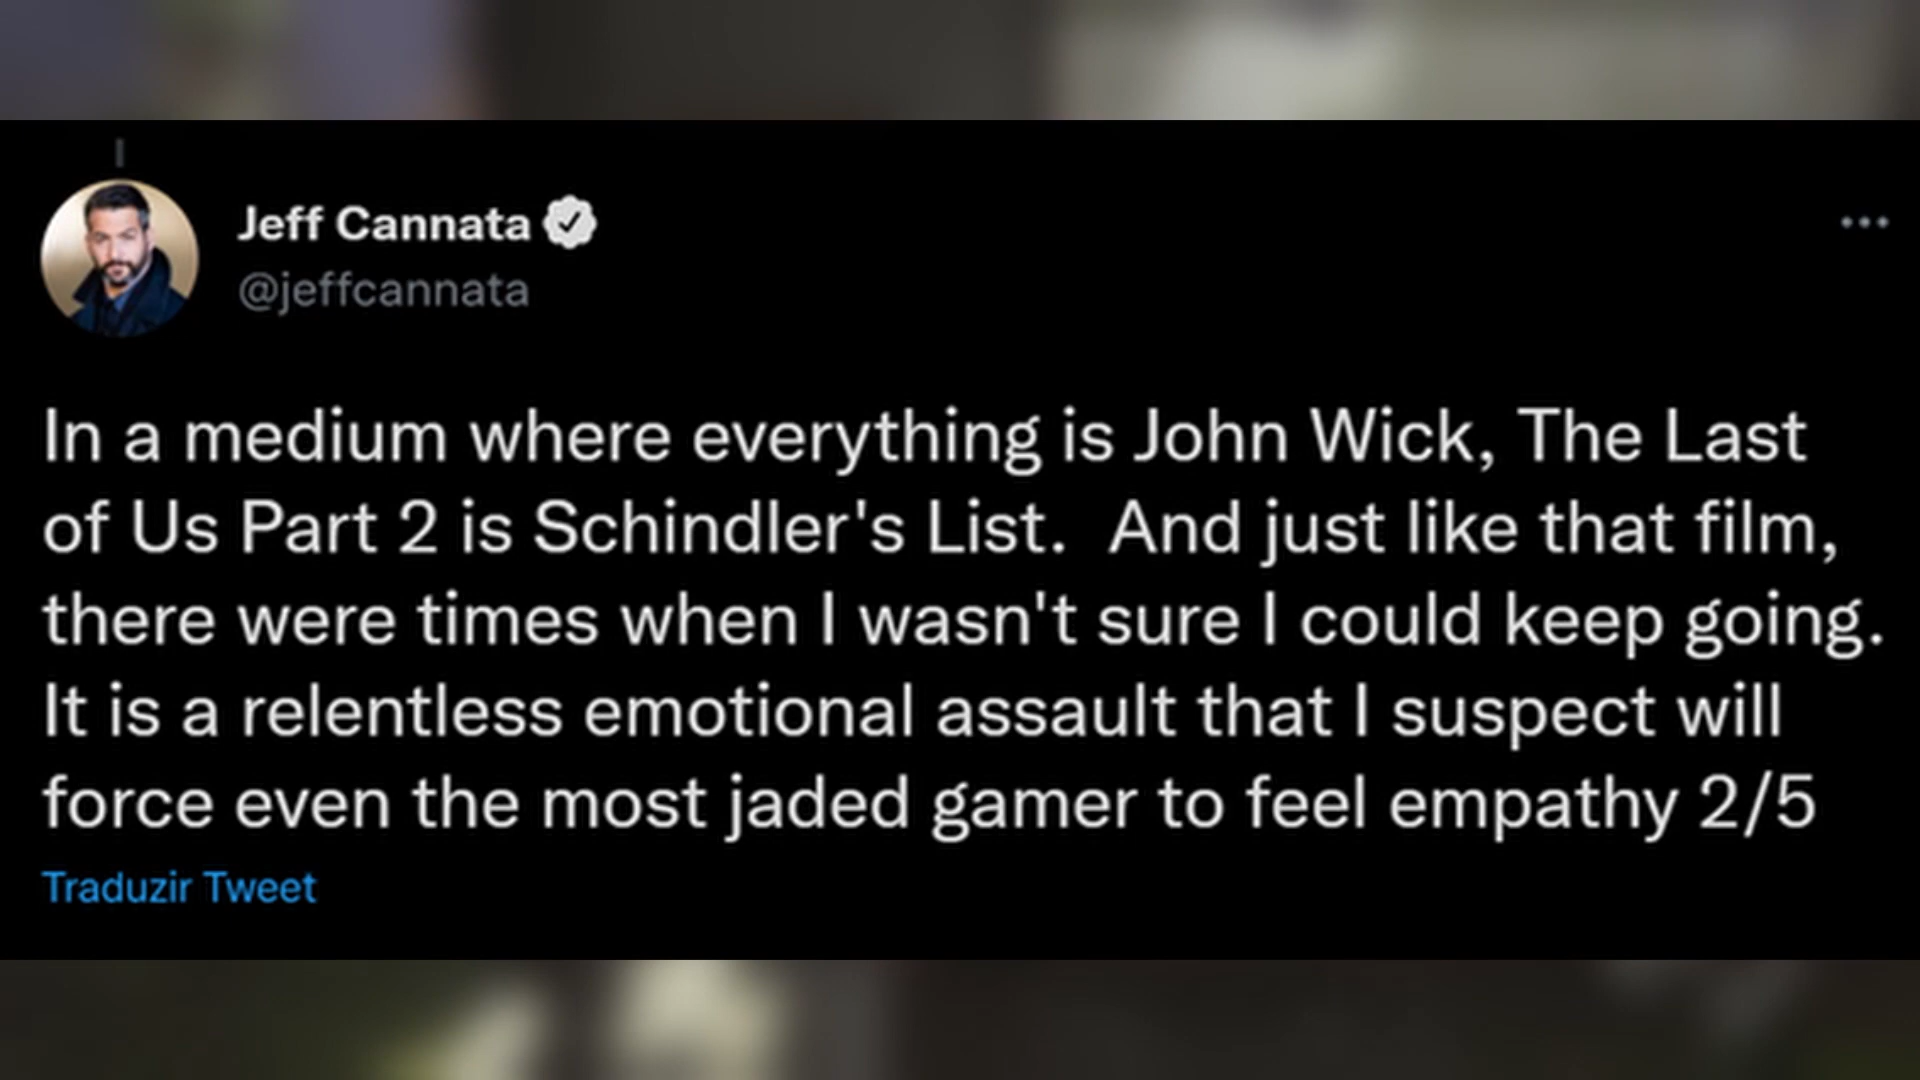 Jeff Cannata
@jeffcannata
In a medium where everything is John Wick, The Last
of Us Part 2 is Schindler's List.  And just like that film,
there were times when I wasn't sure I could keep going.
It is a relentless emotional assault that I suspect will
force even the most jaded gamer to feel empathy 2/5
Traduzir Tweet